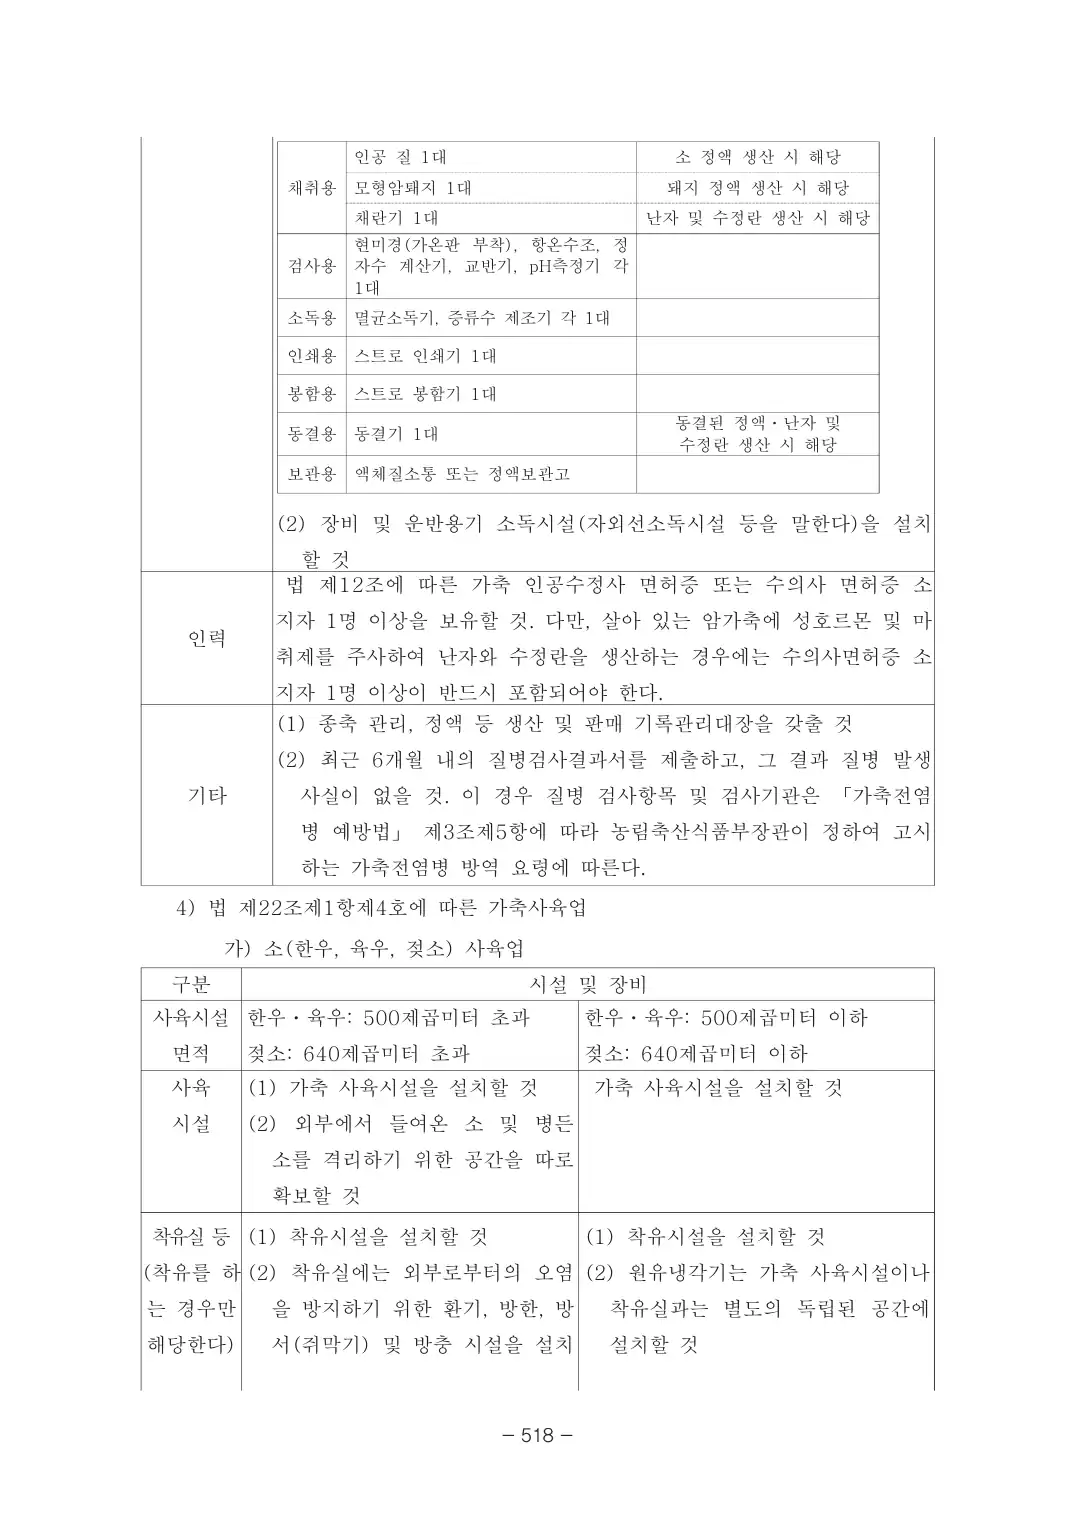 인공 질 1대 소 정액 생산 시 해당
채취용 모형암퇘지 1대 돼지 정액 생산 시 해당
채란기 1대 난자 및 수정란 생산 시 해당
현미경(가온판 부착), 항온수조, 정
검사용 자수 계산기, 교반기, pH측정기 각
1대
소독용 멸균소독기, 증류수 제조기 각 1대
인쇄용 스트로 인쇄기 1대
봉함용 스트로 봉함기 1대
동결용 동결기 1대 동결된 정액·난자 및
수정란 생산 시 해당
보관용 액체질소통 또는 정액보관고
(2) 장비 및 운반용기 소독시설(자외선소독시설 등을 말한다)을 설치
할 것
인력
법 제12조에 따른 가축 인공수정사 면허증 또는 수의사 면허증 소
지자 1명 이상을 보유할 것. 다만, 살아 있는 암가축에 성호르몬 및 마
취제를 주사하여 난자와 수정란을 생산하는 경우에는 수의사면허증 소
지자 1명 이상이 반드시 포함되어야 한다.
기타
(1) 종축 관리, 정액 등 생산 및 판매 기록관리대장을 갖출 것
(2) 최근 6개월 내의 질병검사결과서를 제출하고, 그 결과 질병 발생
사실이 없을 것. 이 경우 질병 검사항목 및 검사기관은 「가축전염
병 예방법」 제3조제5항에 따라 농림축산식품부장관이 정하여 고시
하는 가축전염병 방역 요령에 따른다.
4) 법 제22조제1항제4호에 따른 가축사육업
가) 소(한우, 육우, 젖소) 사육업
구분 시설 및 장비
사육시설 한우·육우: 500제곱미터 초과 한우·육우: 500제곱미터 이하
면적 젖소: 640제곱미터 초과 젖소: 640제곱미터 이하
사육 (1) 가축 사육시설을 설치할 것 가축 사육시설을 설치할 것
시설 (2) 외부에서 들여온 소 및 병든
소를 격리하기 위한 공간을 따로
확보할 것
착유실 등 (1) 착유시설을 설치할 것 (1) 착유시설을 설치할 것
(착유를 하 (2) 착유실에는 외부로부터의 오염 (2) 원유냉각기는 가축 사육시설이나
는 경우만 을 방지하기 위한 환기, 방한, 방 착유실과는 별도의 독립된 공간에
해당한다) 서(쥐막기) 및 방충 시설을 설치 설치할 것
- 518 -